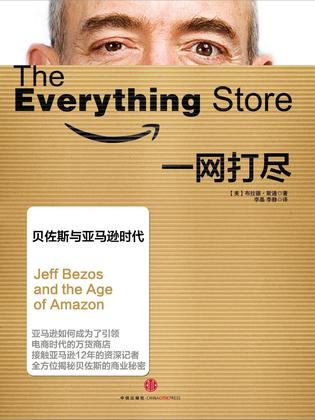 The
Everything Store
一网打尽
【美】布拉德·斯通◎著
李晶 李静◎译
贝佐斯与亚马逊时代
Jeff Bezos
and the Age
of Amazon
亚马逊如何成为了引领
电商时代的万货商店
接触亚马逊12年的资深记者
全方位揭秘贝佐斯的商业秘密
中信出版社·CHINACITICPRESS